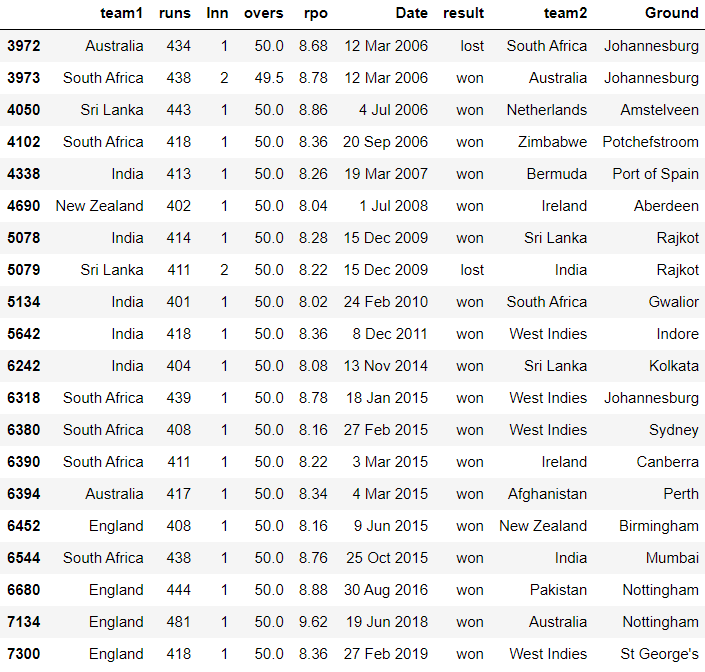 team1 runs Inn overs rpo Date result team2 Ground
3972 Australia 434 1 50.0 8.68 12 Mar 2006 lost South Africa Johannesburg
3973 South Africa 438 2 49.5 8.78 12 Mar 2006 won Australia Johannesburg
4050 Sri Lanka 443 1 50.0 8.86 4 Jul 2006 won Netherlands Amstelveen
4102 South Africa 418 1 50.0 8.36 20 Sep 2006 won Zimbabwe Potchefstroom
4338 India 413 1 50.0 8.26 19 Mar 2007 won Bermuda Port of Spain
4690 New Zealand 402 1 50.0 8.04 1 Jul 2008 won Ireland Aberdeen
5078 India 414 1 50.0 8.28 15 Dec 2009 won Sri Lanka Rajkot
5079 Sri Lanka 411 2 50.0 8.22 15 Dec 2009 lost India Rajkot
5134 India 401 1 50.0 8.02 24 Feb 2010 won South Africa Gwalior
5642 India 418 1 50.0 8.36 8 Dec 2011 won West Indies Indore
6242 India 404 1 50.0 8.08 13 Nov 2014 won Sri Lanka Kolkata
6318 South Africa 439 1 50.0 8.78 18 Jan 2015 won West Indies Johannesburg
6380 South Africa 408 1 50.0 8.16 27 Feb 2015 won West Indies Sydney
6390 South Africa 411 1 50.0 8.22 3 Mar 2015 won Ireland Canberra
6394 Australia 417 1 50.0 8.34 4 Mar 2015 won Afghanistan Perth
6452 England 408 1 50.0 8.16 9 Jun 2015 won New Zealand Birmingham
6544 South Africa 438 1 50.0 8.76 25 Oct 2015 won India Mumbai
6680 England 444 1 50.0 8.88 30 Aug 2016 won Pakistan Nottingham
7134 England 481 1 50.0 9.62 19 Jun 2018 won Australia Nottingham
7300 England 418 1 50.0 8.36 27 Feb 2019 won West Indies St George's